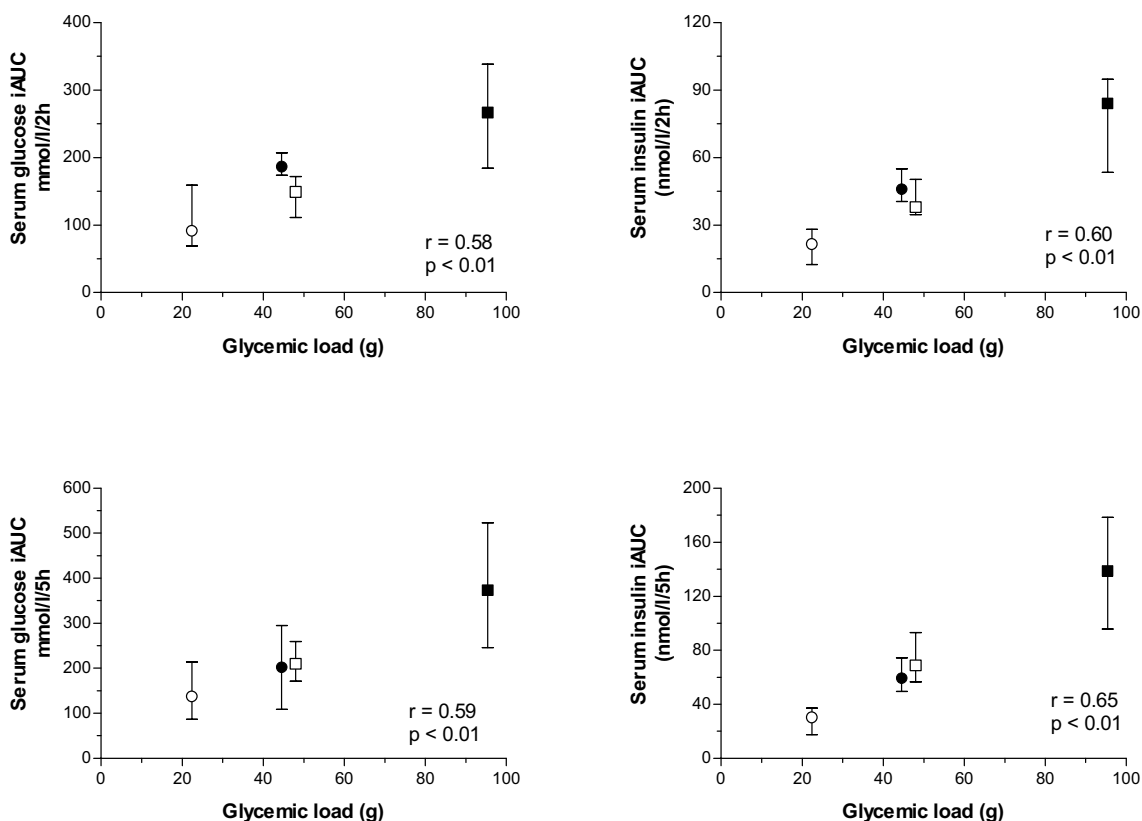 Serum glucose iAUC
mmol/l/2h
400
300
200
100
0
0 20 40 60 80 100
Glycemic load (g)
r = 0.58
p < 0.01
Serum insulin iAUC
(nmol/l/2h)
120
90
60
30
0
0 20 40 60 80 100
Glycemic load (g)
r = 0.60
p < 0.01
Serum glucose iAUC
mmol/l/5h
600
500
400
300
200
100
0
0 20 40 60 80 100
Glycemic load (g)
r = 0.59
p < 0.01
Serum insulin iAUC
(nmol/l/5h)
200
160
120
80
40
0
0 20 40 60 80 100
Glycemic load (g)
r = 0.65
p < 0.01